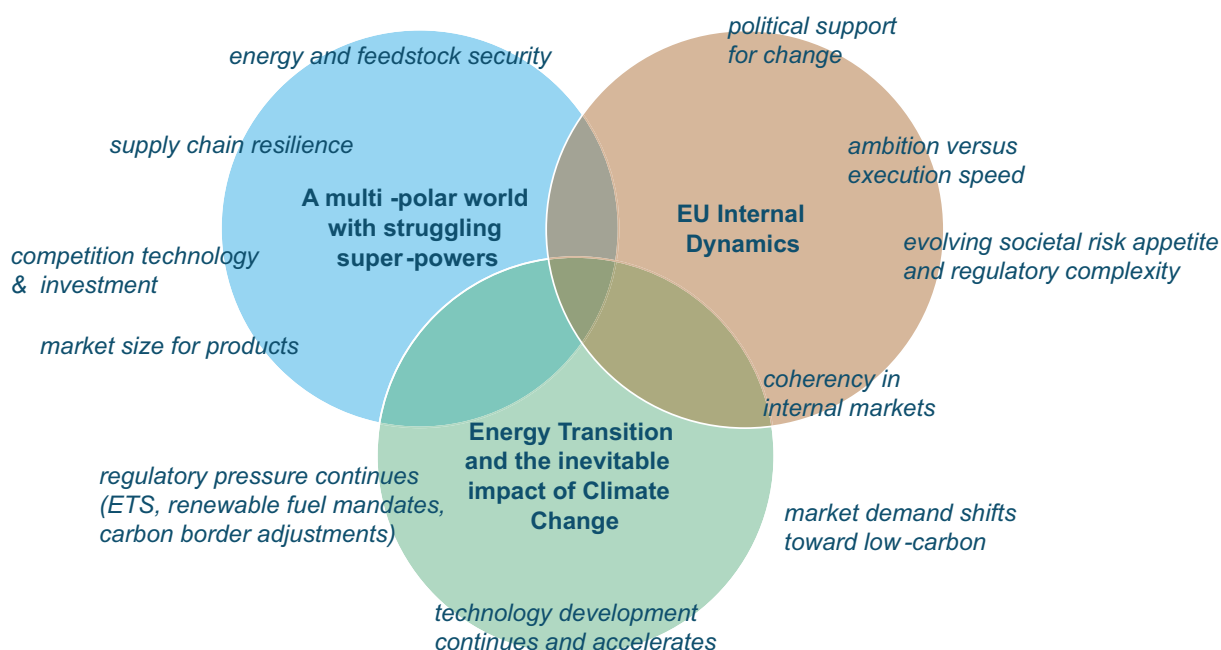 energy and feedstock security
supply chain resilience
A multi -polar world
with struggling
super-powers
competition technology
& investment
market size for products
political support
for change
ambition versus
execution speed
EU Internal
Dynamics
evolving societal risk appetite
and regulatory complexity
coherency in
internal markets
Energy Transition
and the inevitable
impact of Climate
Change
regulatory pressure continues
(ETS, renewable fuel mandates,
carbon border adjustments)
market demand shifts
toward low-carbon
technology development
continues and accelerates